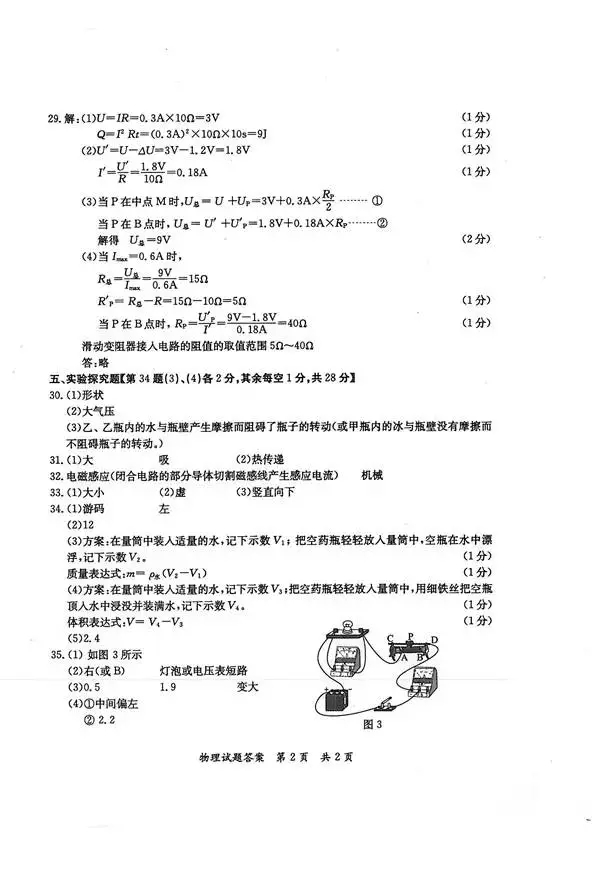 29. 解:(1)U=IR=0.3A×10Ω=3V (1分)
Q=I² Rt=(0.3A)²×10Ω×10s=9J (1分)
(2)U′=U-ΔU=3V-1.2V=1.8V (1分)
I′=U′/R=1.8V/10Ω=0.18A (1分)
(3)当P在中点M时,U总= U +UP=3V+0.3A×RP/2 ········ ①
当P在B点时, U总= U′ +U′P=1.8V+0.18A×RP········②
解得 U总=9V (2分)
(4)当 Imax=0.6A时,
R总=U总/Imax=9V/0.6A=15Ω
R′P= R总-R=15Ω-10Ω=5Ω (1分)
当P在B点时, RP=U′P/I′=9V-1.8V/0.18A=40Ω (1分)
滑动变阻器接入电路的阻值的取值范围 5Ω~40Ω
答:略
五、实验探究题【第34题(3)、(4)各2分,其余每空1分,共28分】
30. (1)形状
(2)大气压
(3)乙、乙瓶内的水与瓶壁产生摩擦而阻碍了瓶子的转动(或甲瓶内的冰与瓶壁没有摩擦而
不阻碍瓶子的转动。)
31. (1)大 吸 (2)热传递
32. 电磁感应(闭合电路的部分导体切割磁感线产生感应电流) 机械
33. (1)大小 (2)虚 (3)竖直向下
34. (1)游码 左
(2)12
(3)方案:在量筒中装入适量的水,记下示数V₁;把空药瓶轻轻放入量筒中,空瓶在水中漂
浮,记下示数V₂。 (1分)
质量表达式:m= ρ水(V₂-V₁) (1分)
(4)方案:在量筒中装入适量的水,记下示数V₃;把空药瓶轻轻放入量筒中,用细铁丝把空瓶
顶入水中浸没并装满水,记下示数V₄。 (1分)
体积表达式:V= V₄-V₃ (1分)
(5)2.4
35. (1) 如图3所示
(2)右(或B) 灯泡或电压表短路
(3)0.5 1.9 变大
(4)①中间偏左
② 2.2
C P D
A B
图3
物理试题答案 第2页 共2页